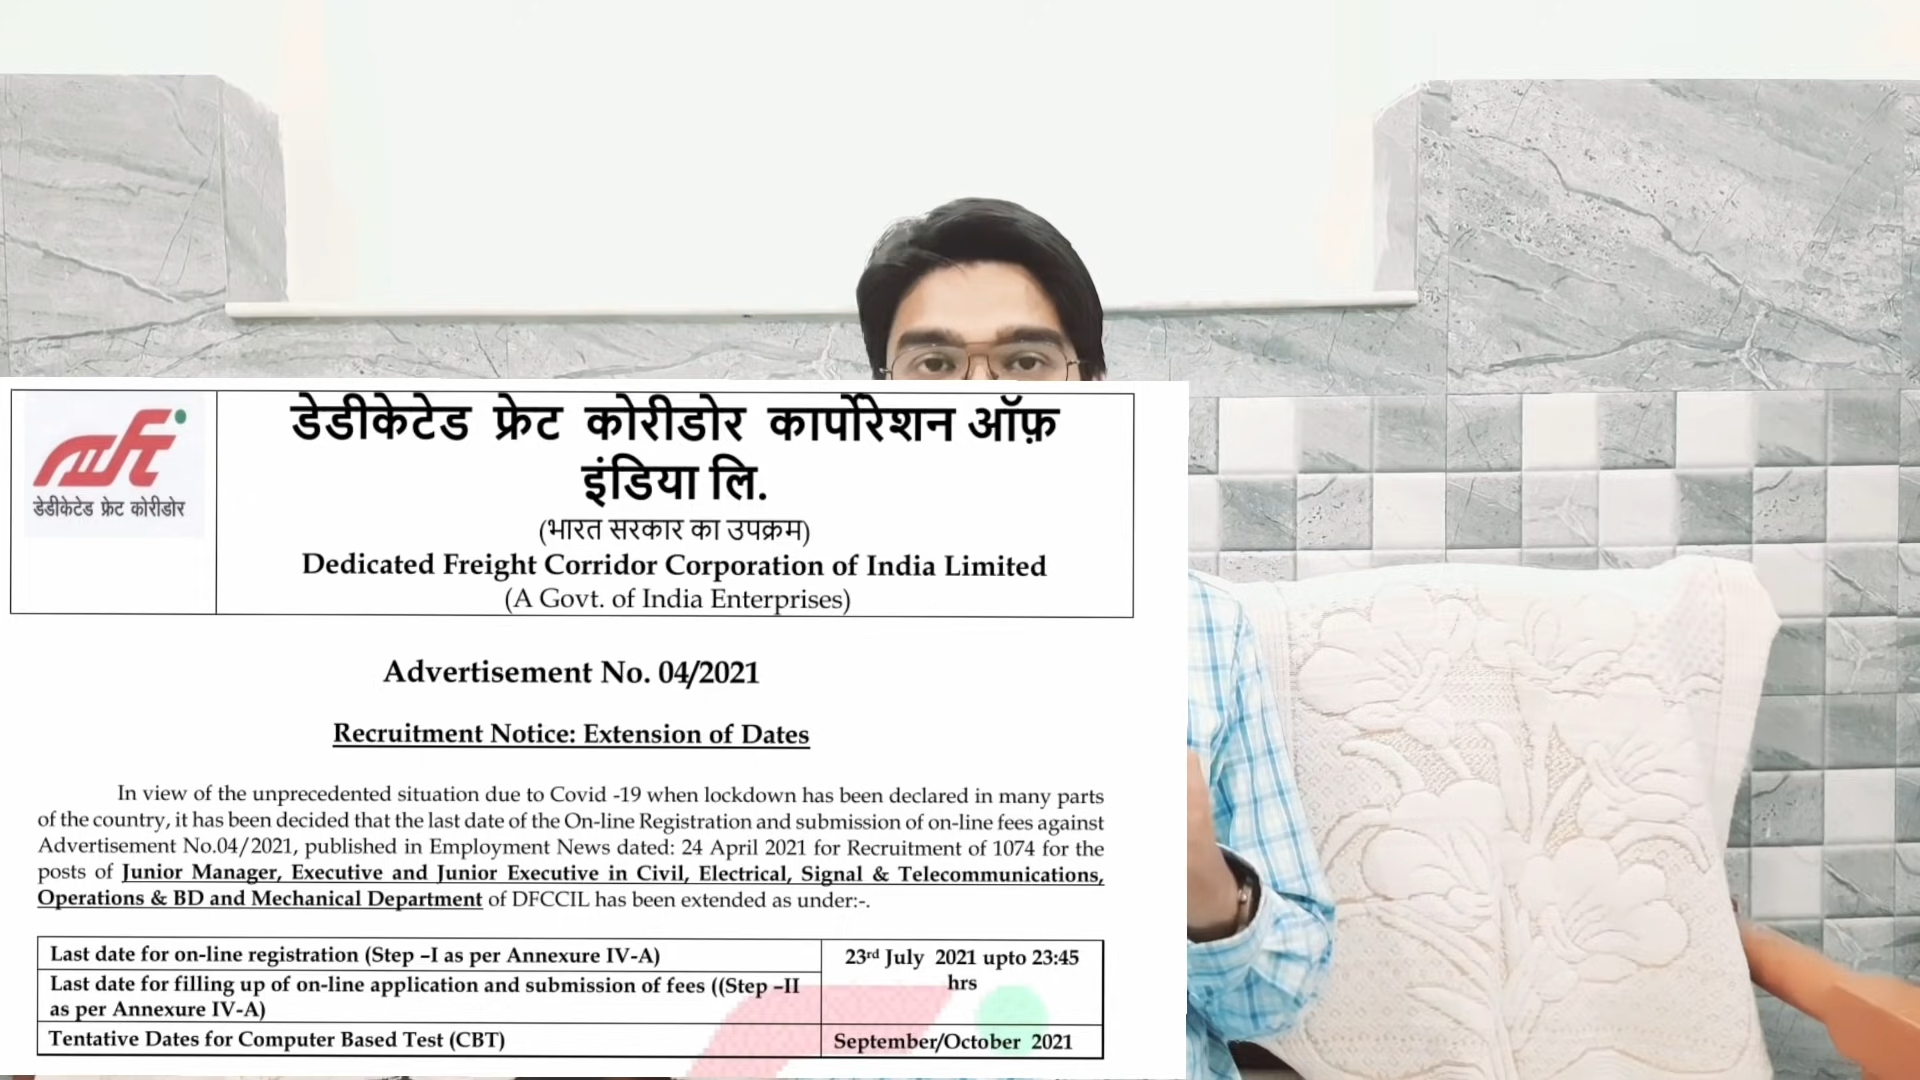 डेडीकेटेड फ्रेट कोरीडोर
डेडीकेटेड फ्रेट कोरीडोर कार्पोरेशन ऑफ़
इंडिया लि.
(भारत सरकार का उपक्रम)
Dedicated Freight Corridor Corporation of India Limited
(A Govt. of India Enterprises)
Advertisement No. 04/2021
Recruitment Notice: Extension of Dates
In view of the unprecedented situation due to Covid -19 when lockdown has been declared in many parts
of the country, it has been decided that the last date of the On-line Registration and submission of on-line fees against
Advertisement No.04/2021, published in Employment News dated: 24 April 2021 for Recruitment of 1074 for the
posts of Junior Manager, Executive and Junior Executive in Civil, Electrical, Signal & Telecommunications,
Operations & BD and Mechanical Department of DFCCIL has been extended as under:-.
Last date for on-line registration (Step –I as per Annexure IV-A)
23rd July 2021 upto 23:45
hrs
Last date for filling up of on-line application and submission of fees ((Step –II
as per Annexure IV-A)
Tentative Dates for Computer Based Test (CBT)
September/October 2021